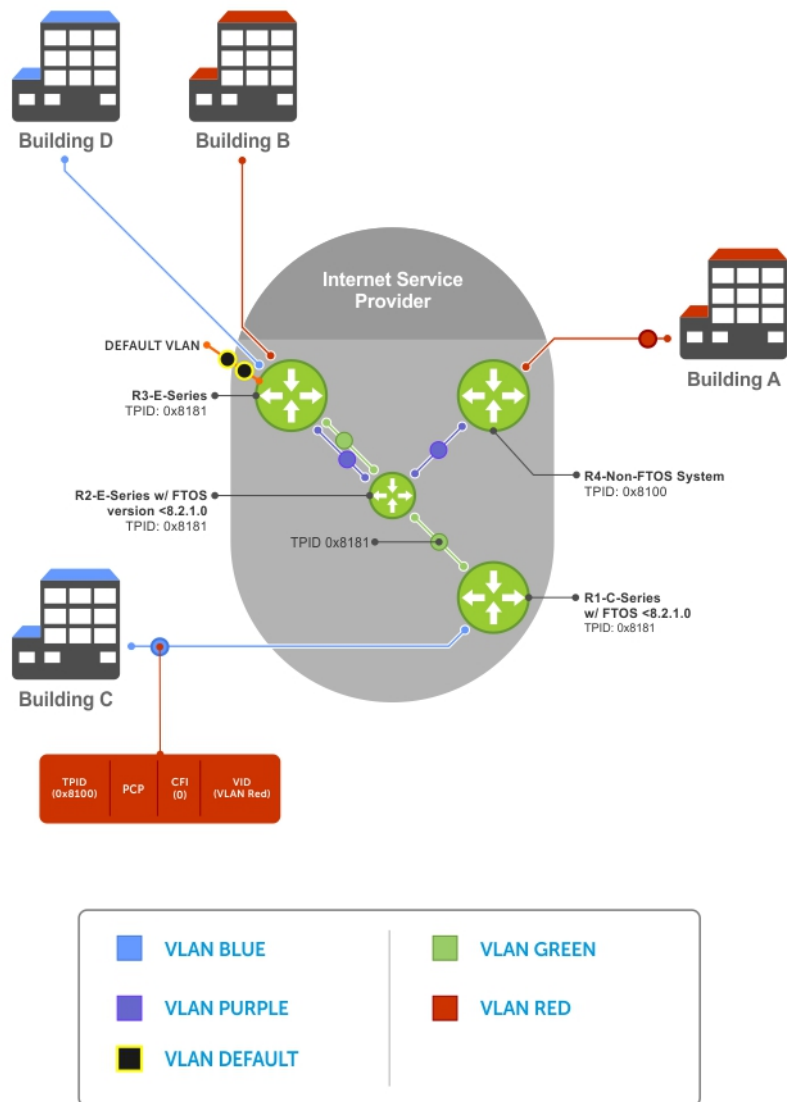 Building D
Building B
Internet Service
Provider
Building A
DEFAULT VLAN
R3-E-Series
TPID: 0x8181
R4-Non-FTOS System
TPID: 0x8100
R2-E-Series w/ FTOS
version <8.2.1.0
TPID: 0x8181
TPID 0x8181
R1-C-Series
w/ FTOS <8.2.1.0
TPID: 0x8181
Building C
TPID
(0x8100)
PCP
CFI
(0)
VID
(VLAN Red)
VLAN BLUE
VLAN GREEN
VLAN PURPLE
VLAN RED
VLAN DEFAULT